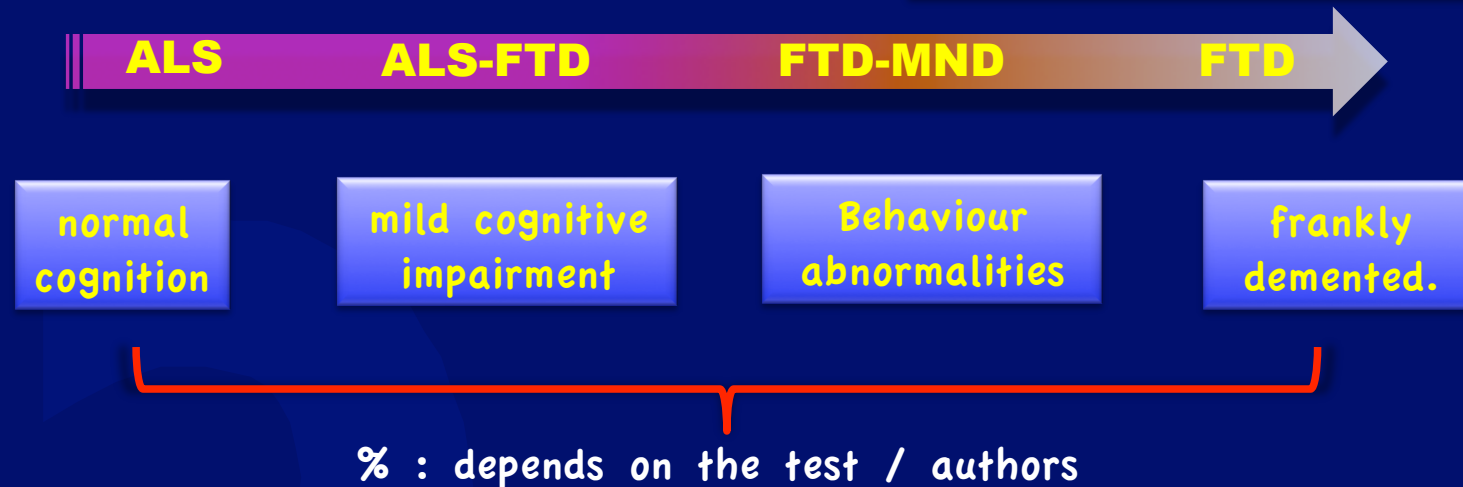 ALS ALS-FTD FTD-MND FTD
normal
cognition
mild cognitive
impairment
Behaviour
abnormalities
frankly
demented.
% : depends on the test / authors